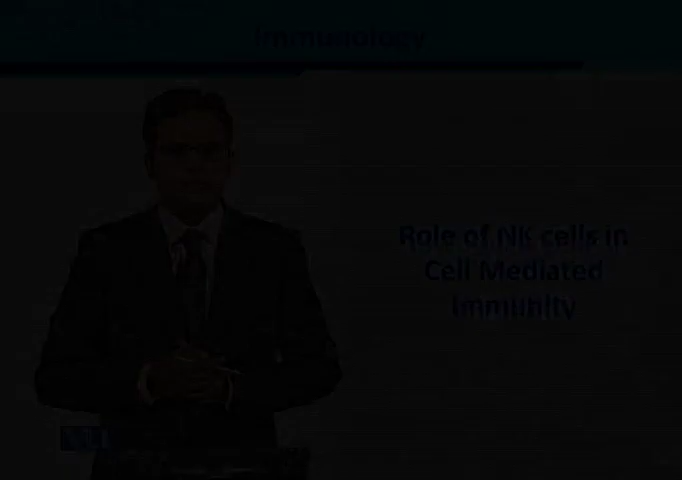 Immunology
Role of NK cells in
Cell Mediated
Immunity